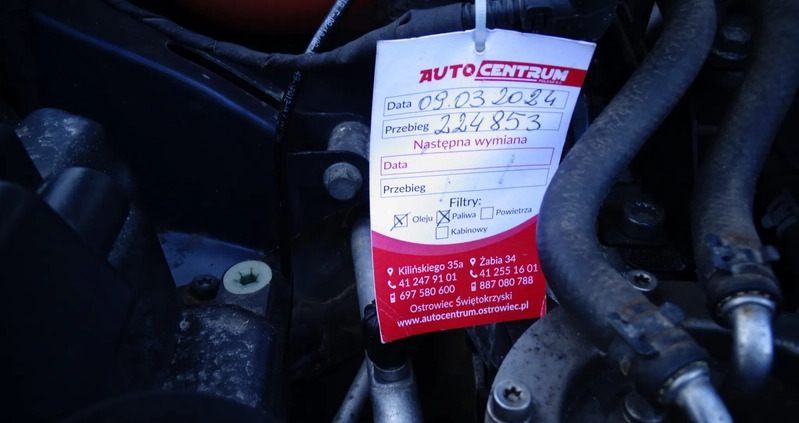 AUTO CENTRUM
Data 09.03 2024
Przebieg 224853
Następna wymiana
Data
Przebieg
Filtry:
Oleju Paliwa Powietrza
Kabinowy
Kilińskiego 35a Żabia 34
41 247 91 01 41 255 16 01
697 580 600 887 080 788
Ostrowiec Świętokrzyski
www.autocentrum.ostrowiec.pl